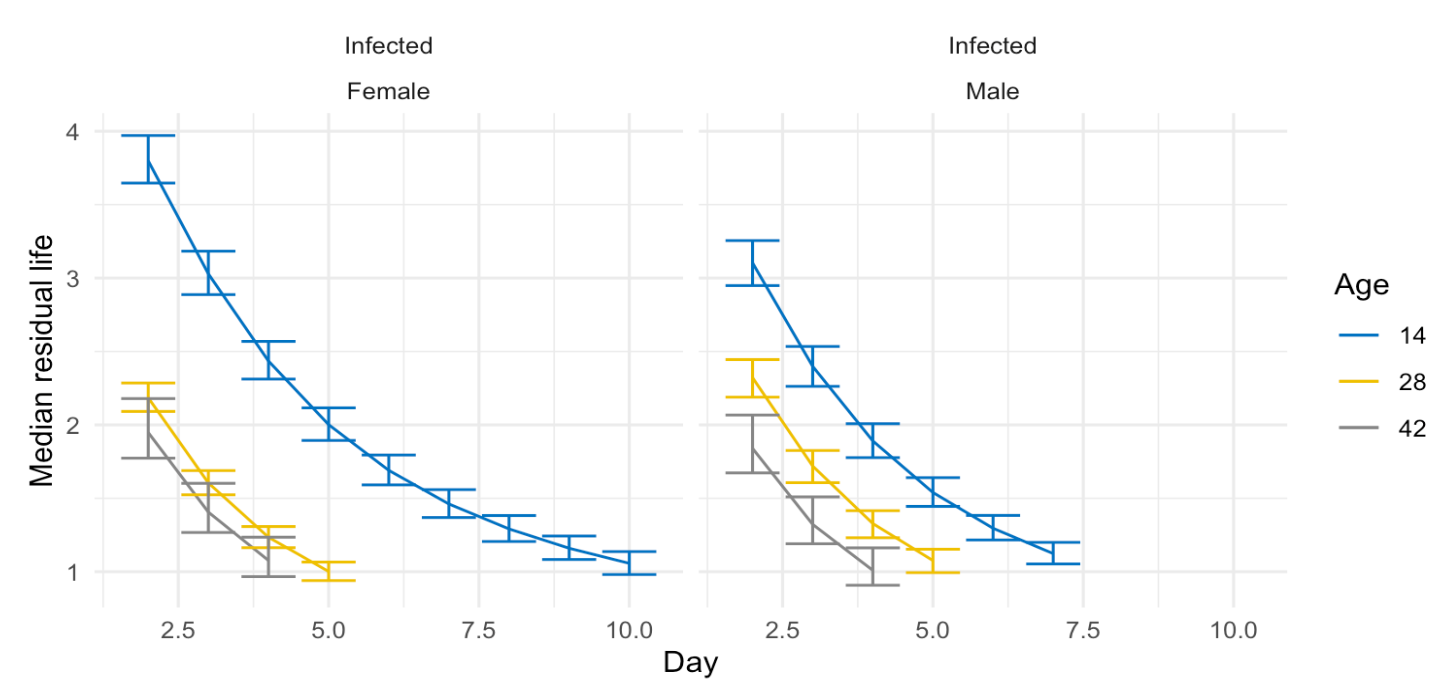 Infected
Infected
Female
Male
4
3
2
1
Median residual life
2.5
5.0
7.5
10.0
2.5
5.0
7.5
10.0
Day
Age
14
28
42